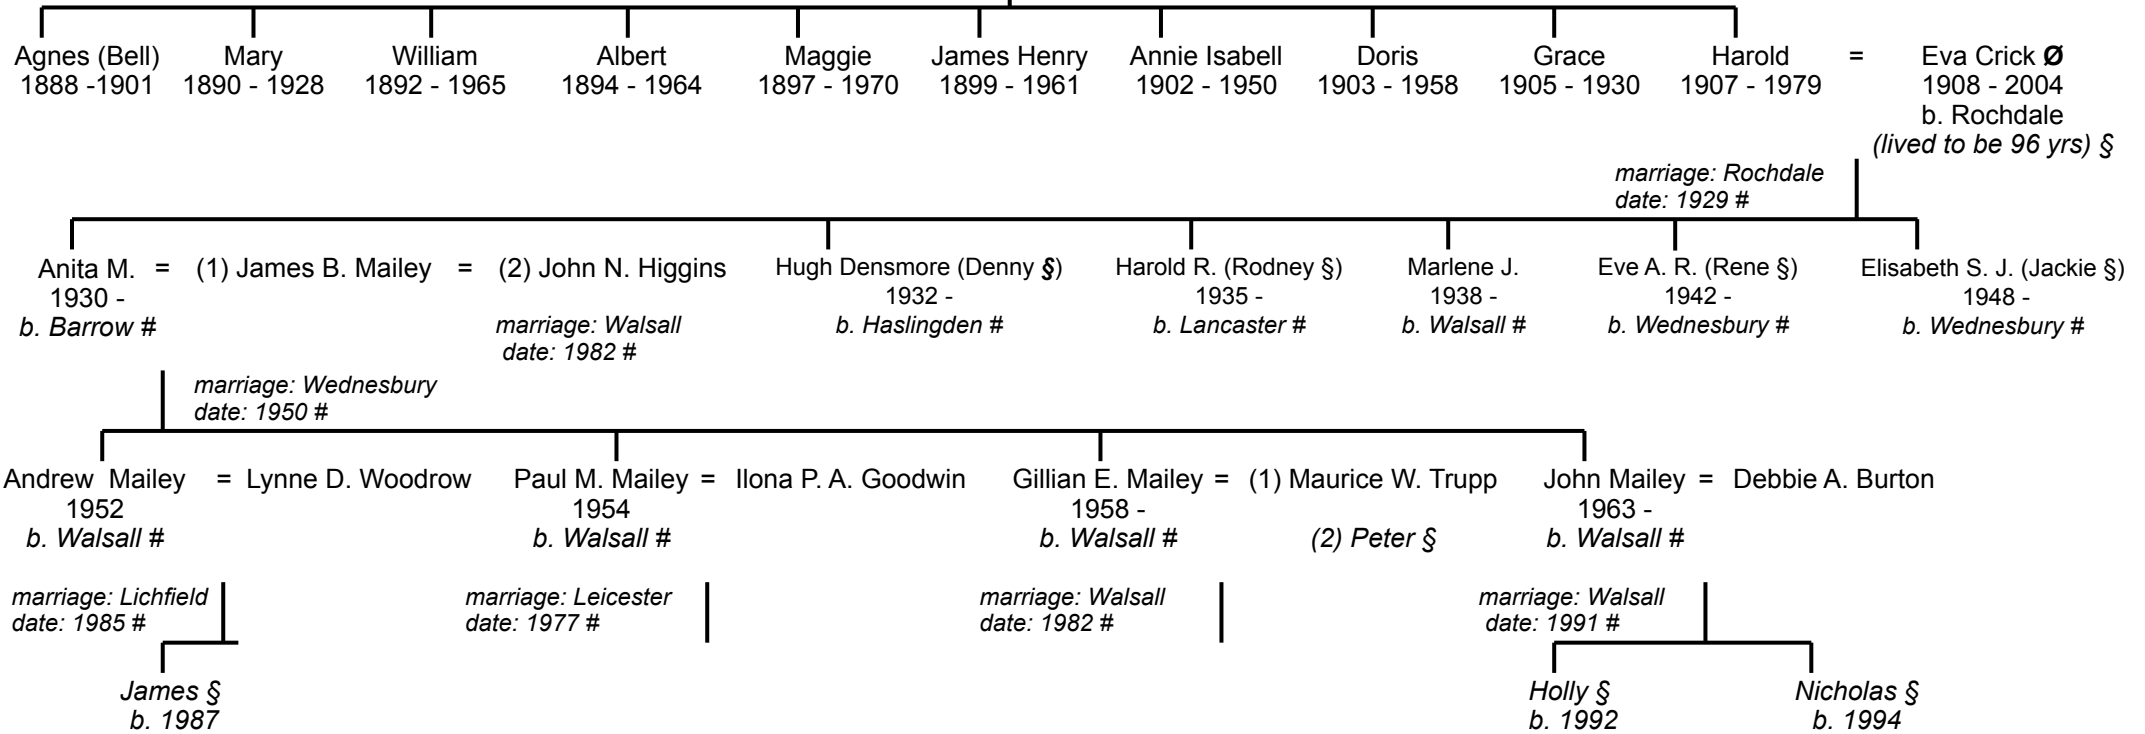 Agnes (Bell) Mary William Albert Maggie James Henry Annie Isabell Doris Grace Harold = Eva Crick Ø
1888 -1901 1890 - 1928 1892 - 1965 1894 - 1964 1897 - 1970 1899 - 1961 1902 - 1950 1903 - 1958 1905 - 1930 1907 - 1979 1908 - 2004
b. Rochdale
(lived to be 96 yrs) §
marriage: Rochdale
date: 1929 #
Anita M. = (1) James B. Mailey = (2) John N. Higgins Hugh Densmore (Denny §) Harold R. (Rodney §) Marlene J. Eve A. R. (Rene §) Elisabeth S. J. (Jackie §)
1930 - 1932 - 1935 - 1938 - 1942 - 1948 -
b. Barrow # marriage: Walsall b. Haslingden # b. Lancaster # b. Walsall # b. Wednesbury # b. Wednesbury #
date: 1982 #
marriage: Wednesbury
date: 1950 #
Andrew Mailey = Lynne D. Woodrow Paul M. Mailey = Ilona P. A. Goodwin Gillian E. Mailey = (1) Maurice W. Trupp John Mailey = Debbie A. Burton
1952 1954 1958 - 1963 -
b. Walsall # b. Walsall # b. Walsall # (2) Peter § b. Walsall #
marriage: Lichfield marriage: Leicester marriage: Walsall marriage: Walsall
date: 1985 # date: 1977 # date: 1982 # date: 1991 #
James § Holly § Nicholas §
b. 1987 b. 1992 b. 1994